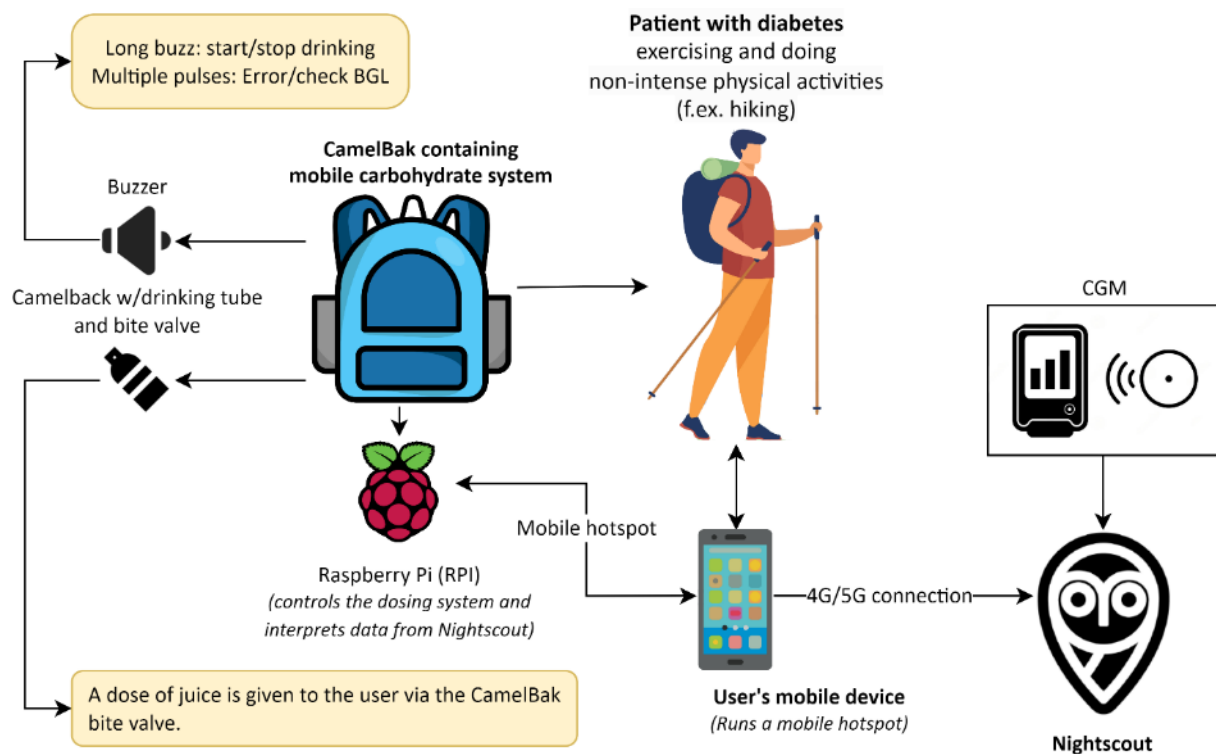 Long buzz: start/stop drinking
Multiple pulses: Error/check BGL
Patient with diabetes
exercising and doing
non-intense physical activities
(f.ex. hiking)
CamelBak containing
mobile carbohydrate system
Buzzer
Camelback w/drinking tube
and bite valve
CGM
Mobile hotspot
Raspberry Pi (RPI)
(controls the dosing system and
interprets data from Nightscout)
4G/5G connection
A dose of juice is given to the user via the CamelBak
bite valve.
User's mobile device
(Runs a mobile hotspot)
Nightscout